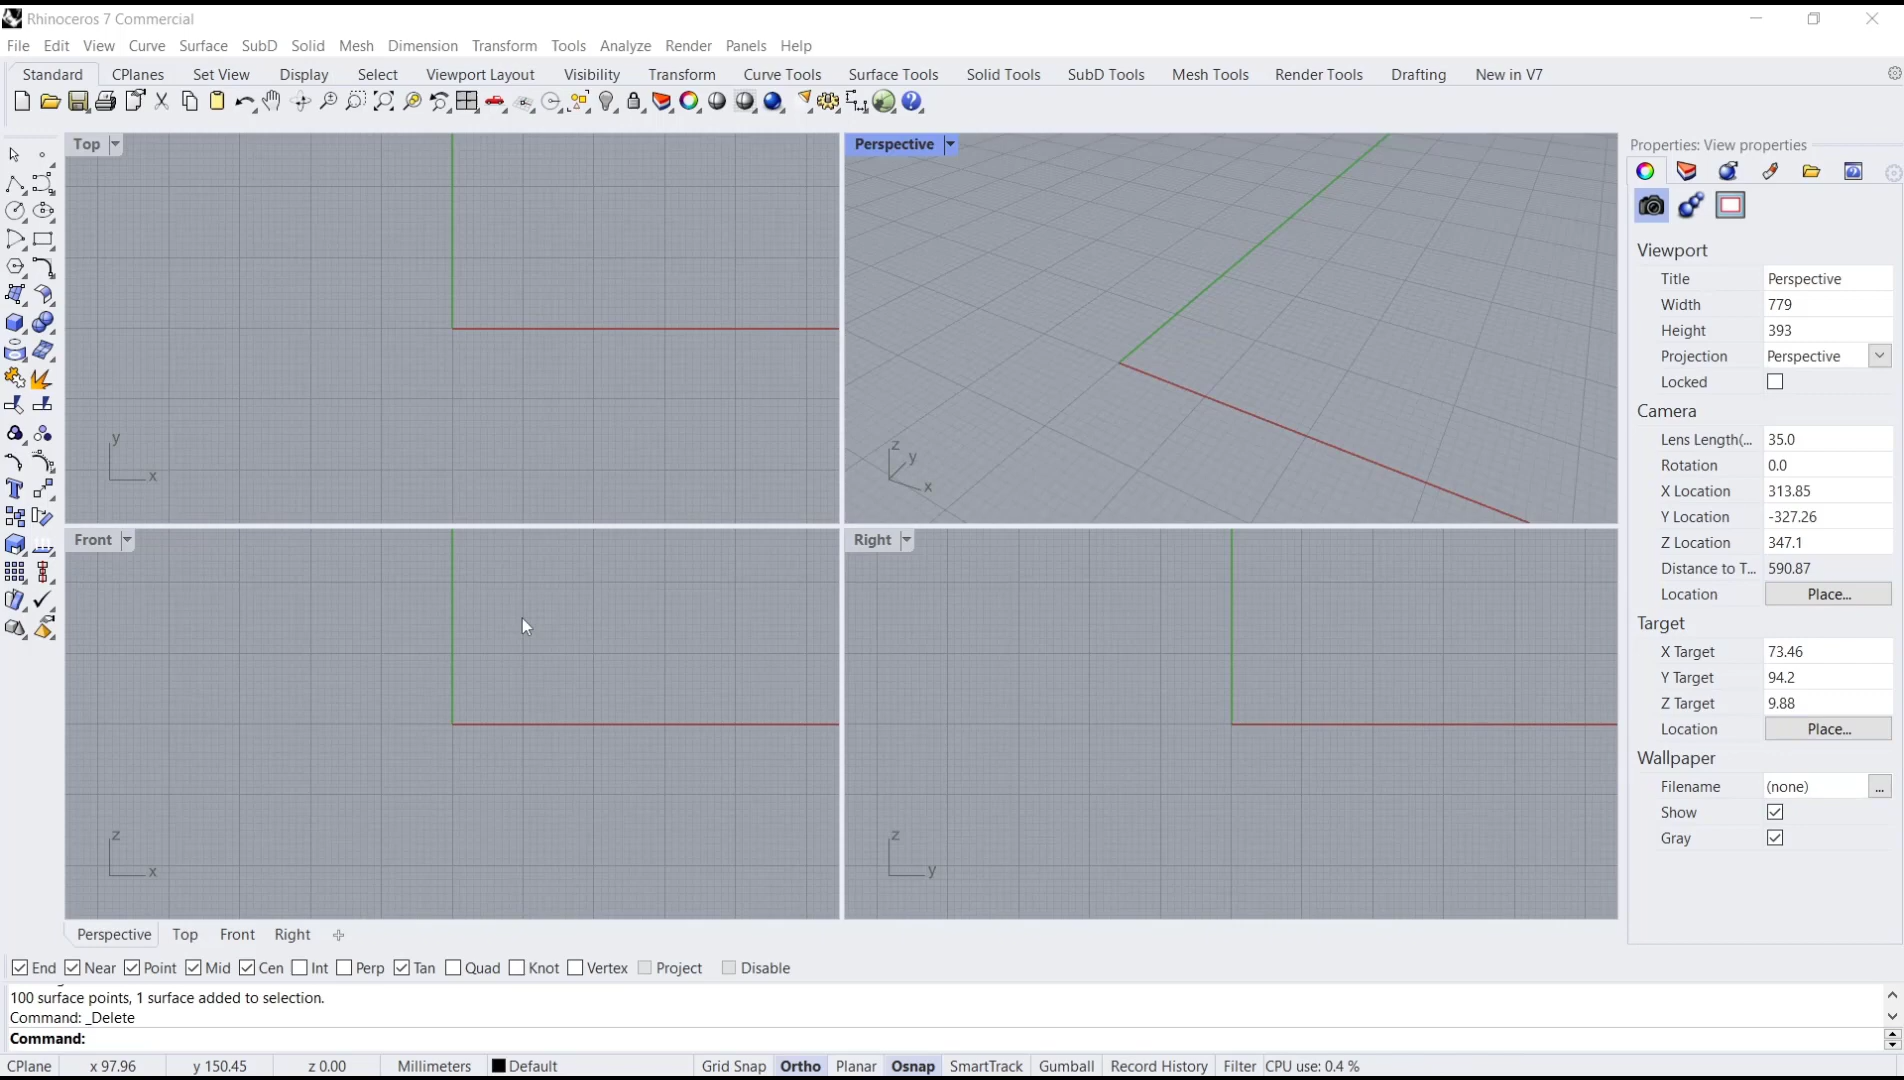 Rhinoceros 7 Commercial
File Edit View Curve Surface SubD Solid Mesh Dimension Transform Tools Analyze Render Panels Help
Standard CPlanes Set View Display Select Viewport Layout Visibility Transform Curve Tools Surface Tools Solid Tools SubD Tools Mesh Tools Render Tools Drafting New in V7
Top
Perspective
Properties: View properties
Viewport
Title Perspective
Width 779
Height 393
Projection Perspective
Locked
Camera
Lens Length(... 35.0
Rotation 0.0
X Location 313.85
Y Location -327.26
Z Location 347.1
Distance to T... 590.87
Location Place...
Target
X Target 73.46
Y Target 94.2
Z Target 9.88
Location Place...
Wallpaper
Filename (none) ...
Show
Gray
y
x
z
y
x
Front
Right
z
x
z
y
Perspective Top Front Right
End Near Point Mid Cen Int Perp Tan Quad Knot Vertex Project Disable
100 surface points, 1 surface added to selection.
Command: _Delete
Command:
CPlane x 97.96 y 150.45 z 0.00 Millimeters Default Grid Snap Ortho Planar Osnap SmartTrack Gumball Record History Filter CPU use: 0.4 %